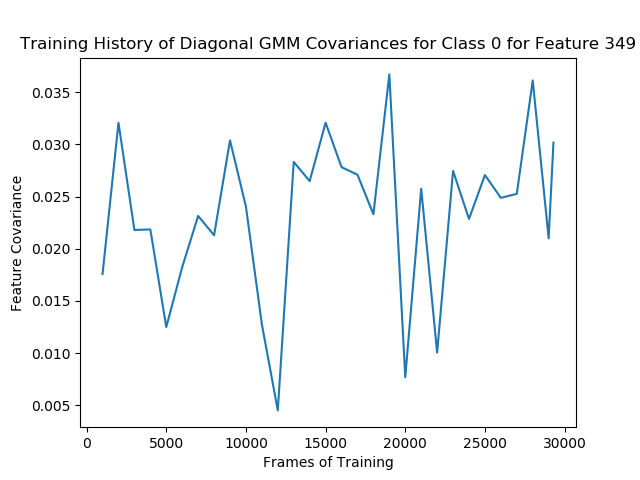 Training History of Diagonal GMM Covariances for Class 0 for Feature 349
0.035
0.030
0.025
0.020
0.015
0.010
0.005
Feature Covariance
0 5000 10000 15000 20000 25000 30000
Frames of Training